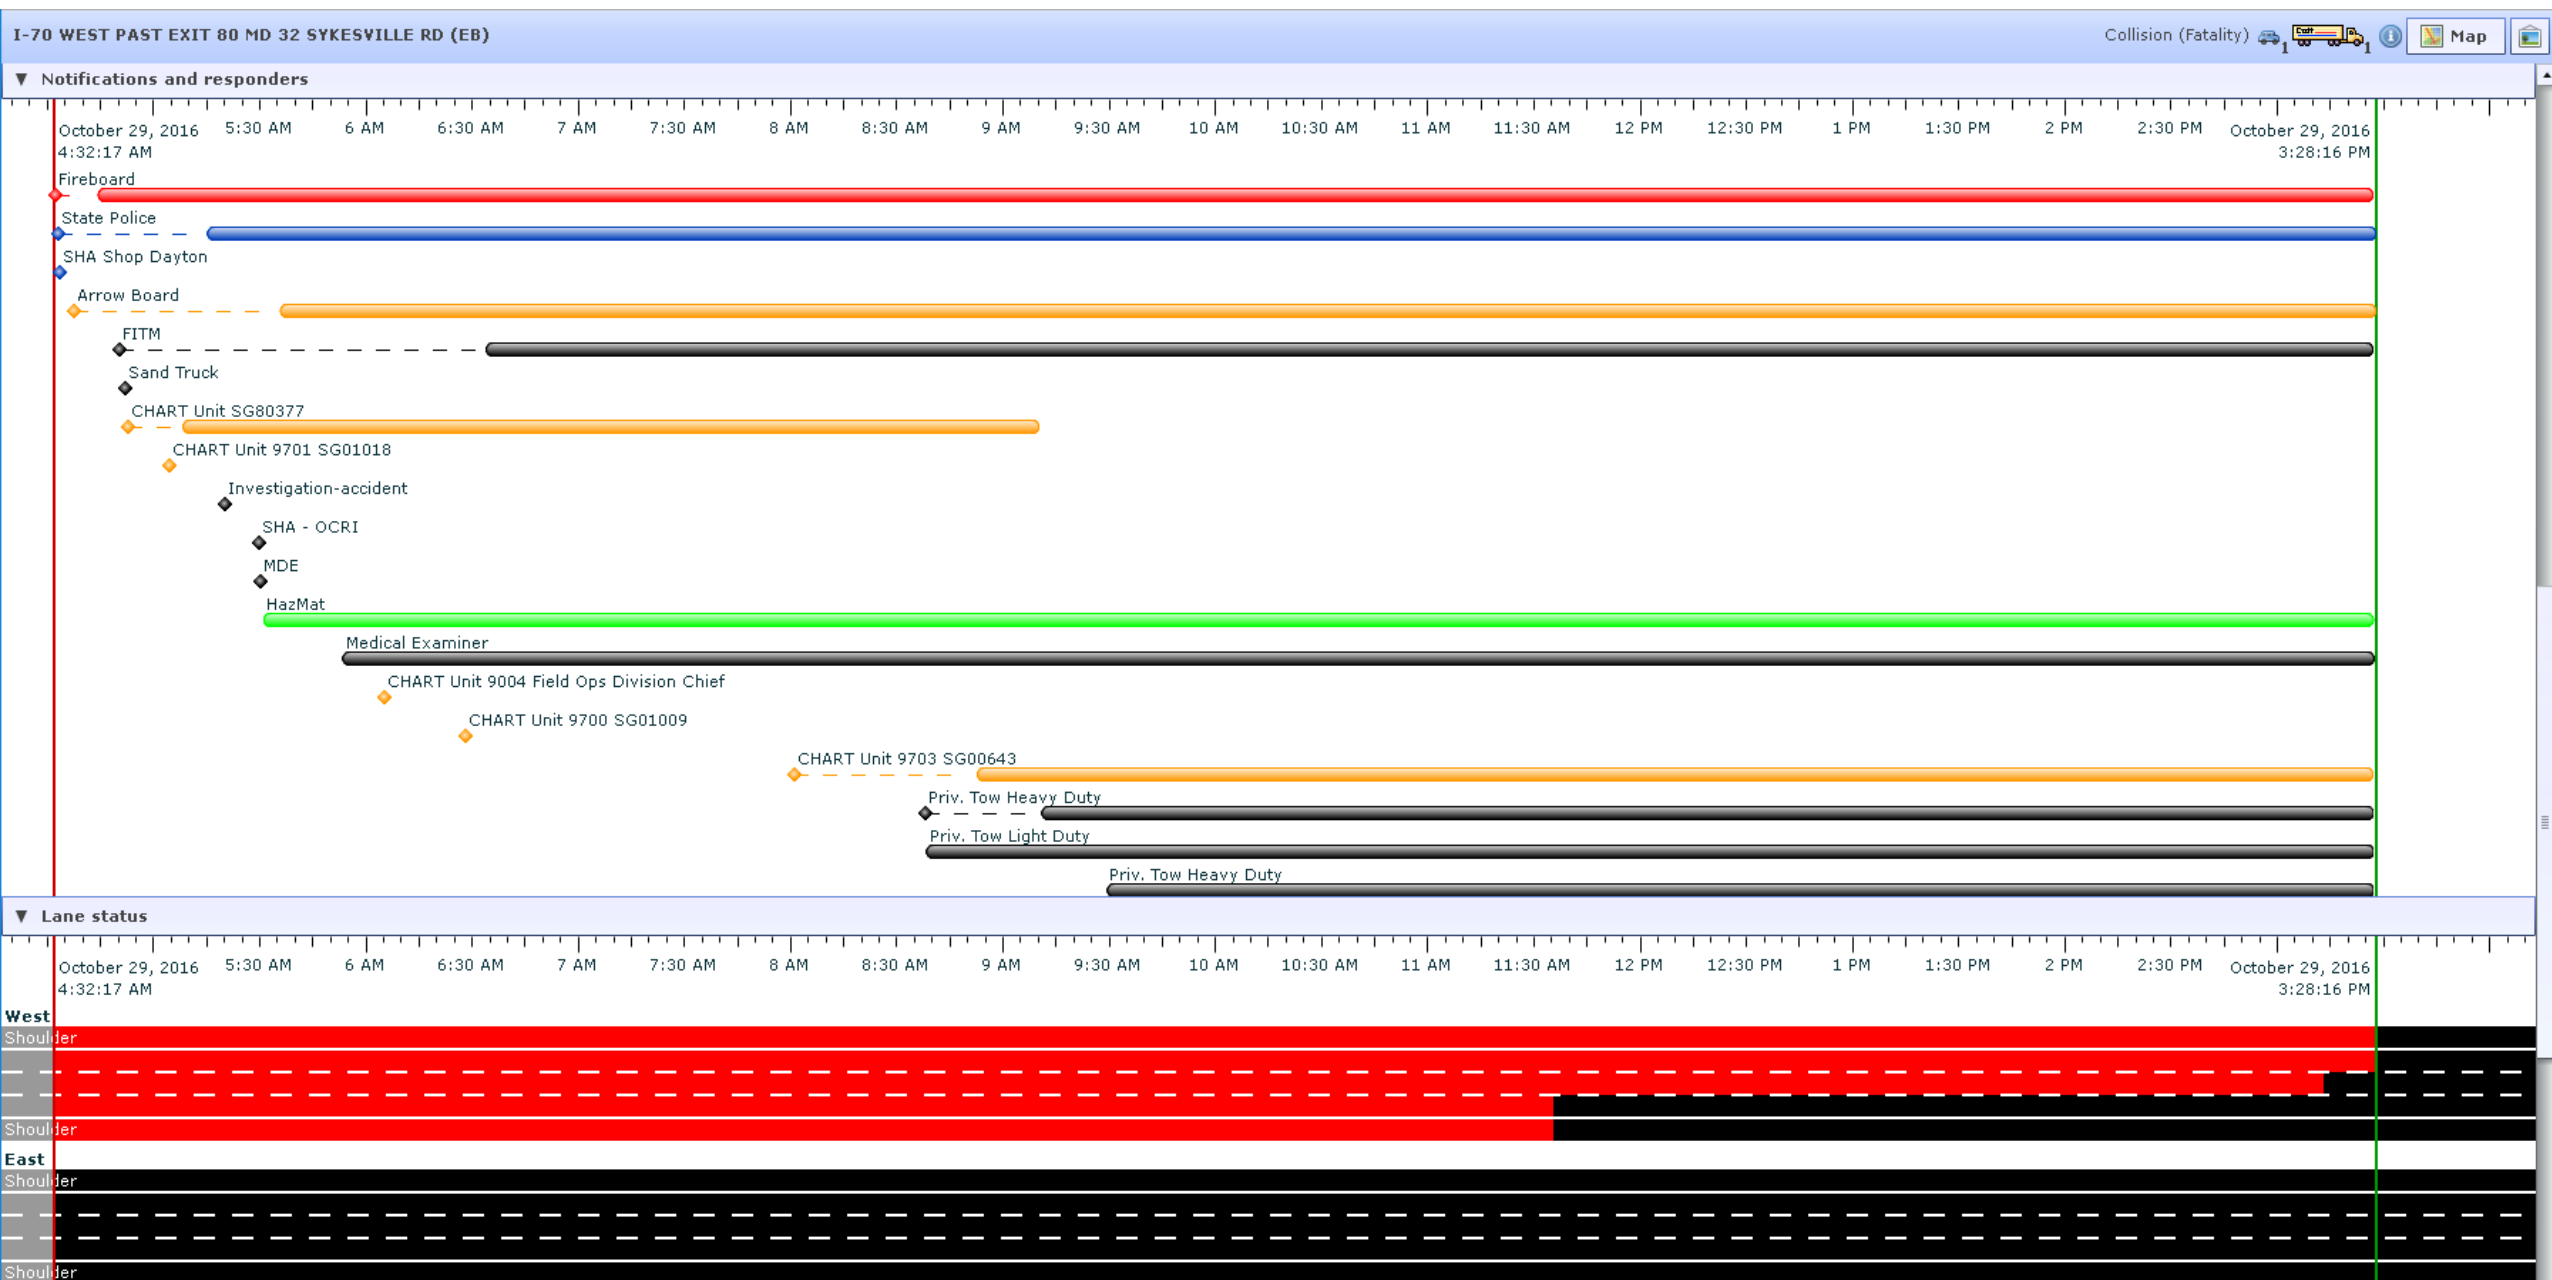 I-70 WEST PAST EXIT 80 MD 32 SYKESVILLE RD (EB)
Collision (Fatality) 1 1 Map
▼ Notifications and responders
October 29, 2016 5:30 AM 6 AM 6:30 AM 7 AM 7:30 AM 8 AM 8:30 AM 9 AM 9:30 AM 10 AM 10:30 AM 11 AM 11:30 AM 12 PM 12:30 PM 1 PM 1:30 PM 2 PM 2:30 PM October 29, 2016
4:32:17 AM 3:28:16 PM
Fireboard
State Police
SHA Shop Dayton
Arrow Board
FITM
Sand Truck
CHART Unit SG80377
CHART Unit 9701 SG01018
Investigation-accident
SHA - OCRI
MDE
HazMat
Medical Examiner
CHART Unit 9004 Field Ops Division Chief
CHART Unit 9700 SG01009
CHART Unit 9703 SG00643
Priv. Tow Heavy Duty
Priv. Tow Light Duty
Priv. Tow Heavy Duty
▼ Lane status
October 29, 2016 5:30 AM 6 AM 6:30 AM 7 AM 7:30 AM 8 AM 8:30 AM 9 AM 9:30 AM 10 AM 10:30 AM 11 AM 11:30 AM 12 PM 12:30 PM 1 PM 1:30 PM 2 PM 2:30 PM October 29, 2016
4:32:17 AM 3:28:16 PM
West
Shoulder
Shoulder
East
Shoulder
Shoulder